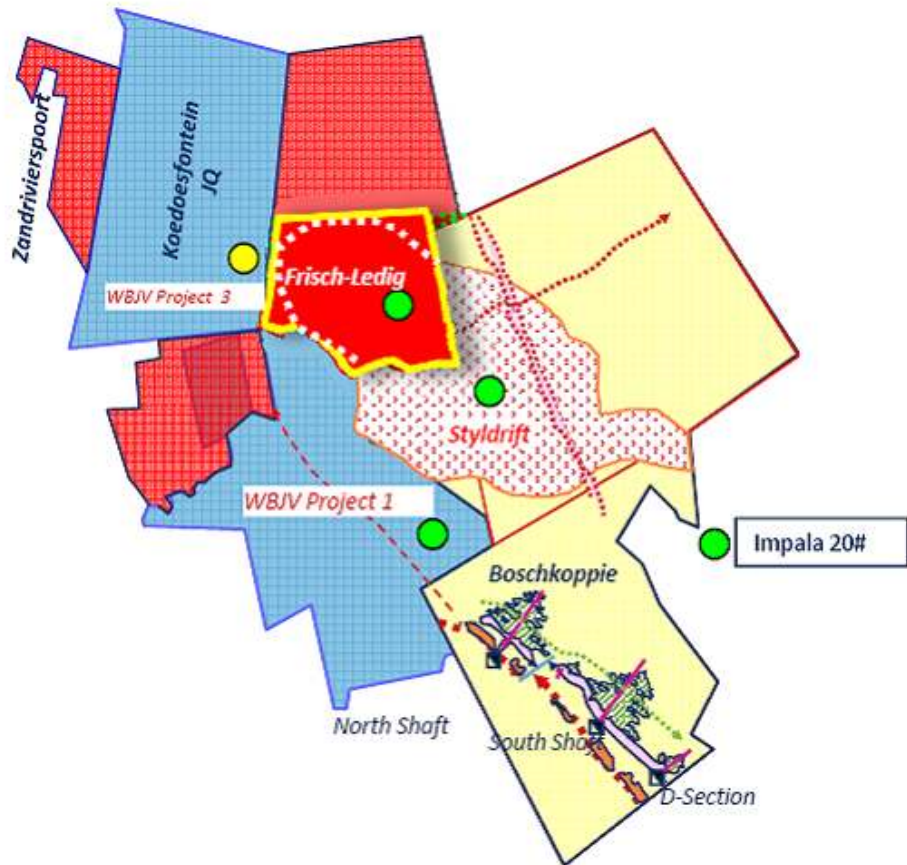 Zandrivierspoort
Koedoesfontein
JQ
WBJV Project 3
Frisch-Ledig
Styldrift
WBJV Project 1
Impala 20#
Boschkoppie
North Shaft
South Shaft
D-Section